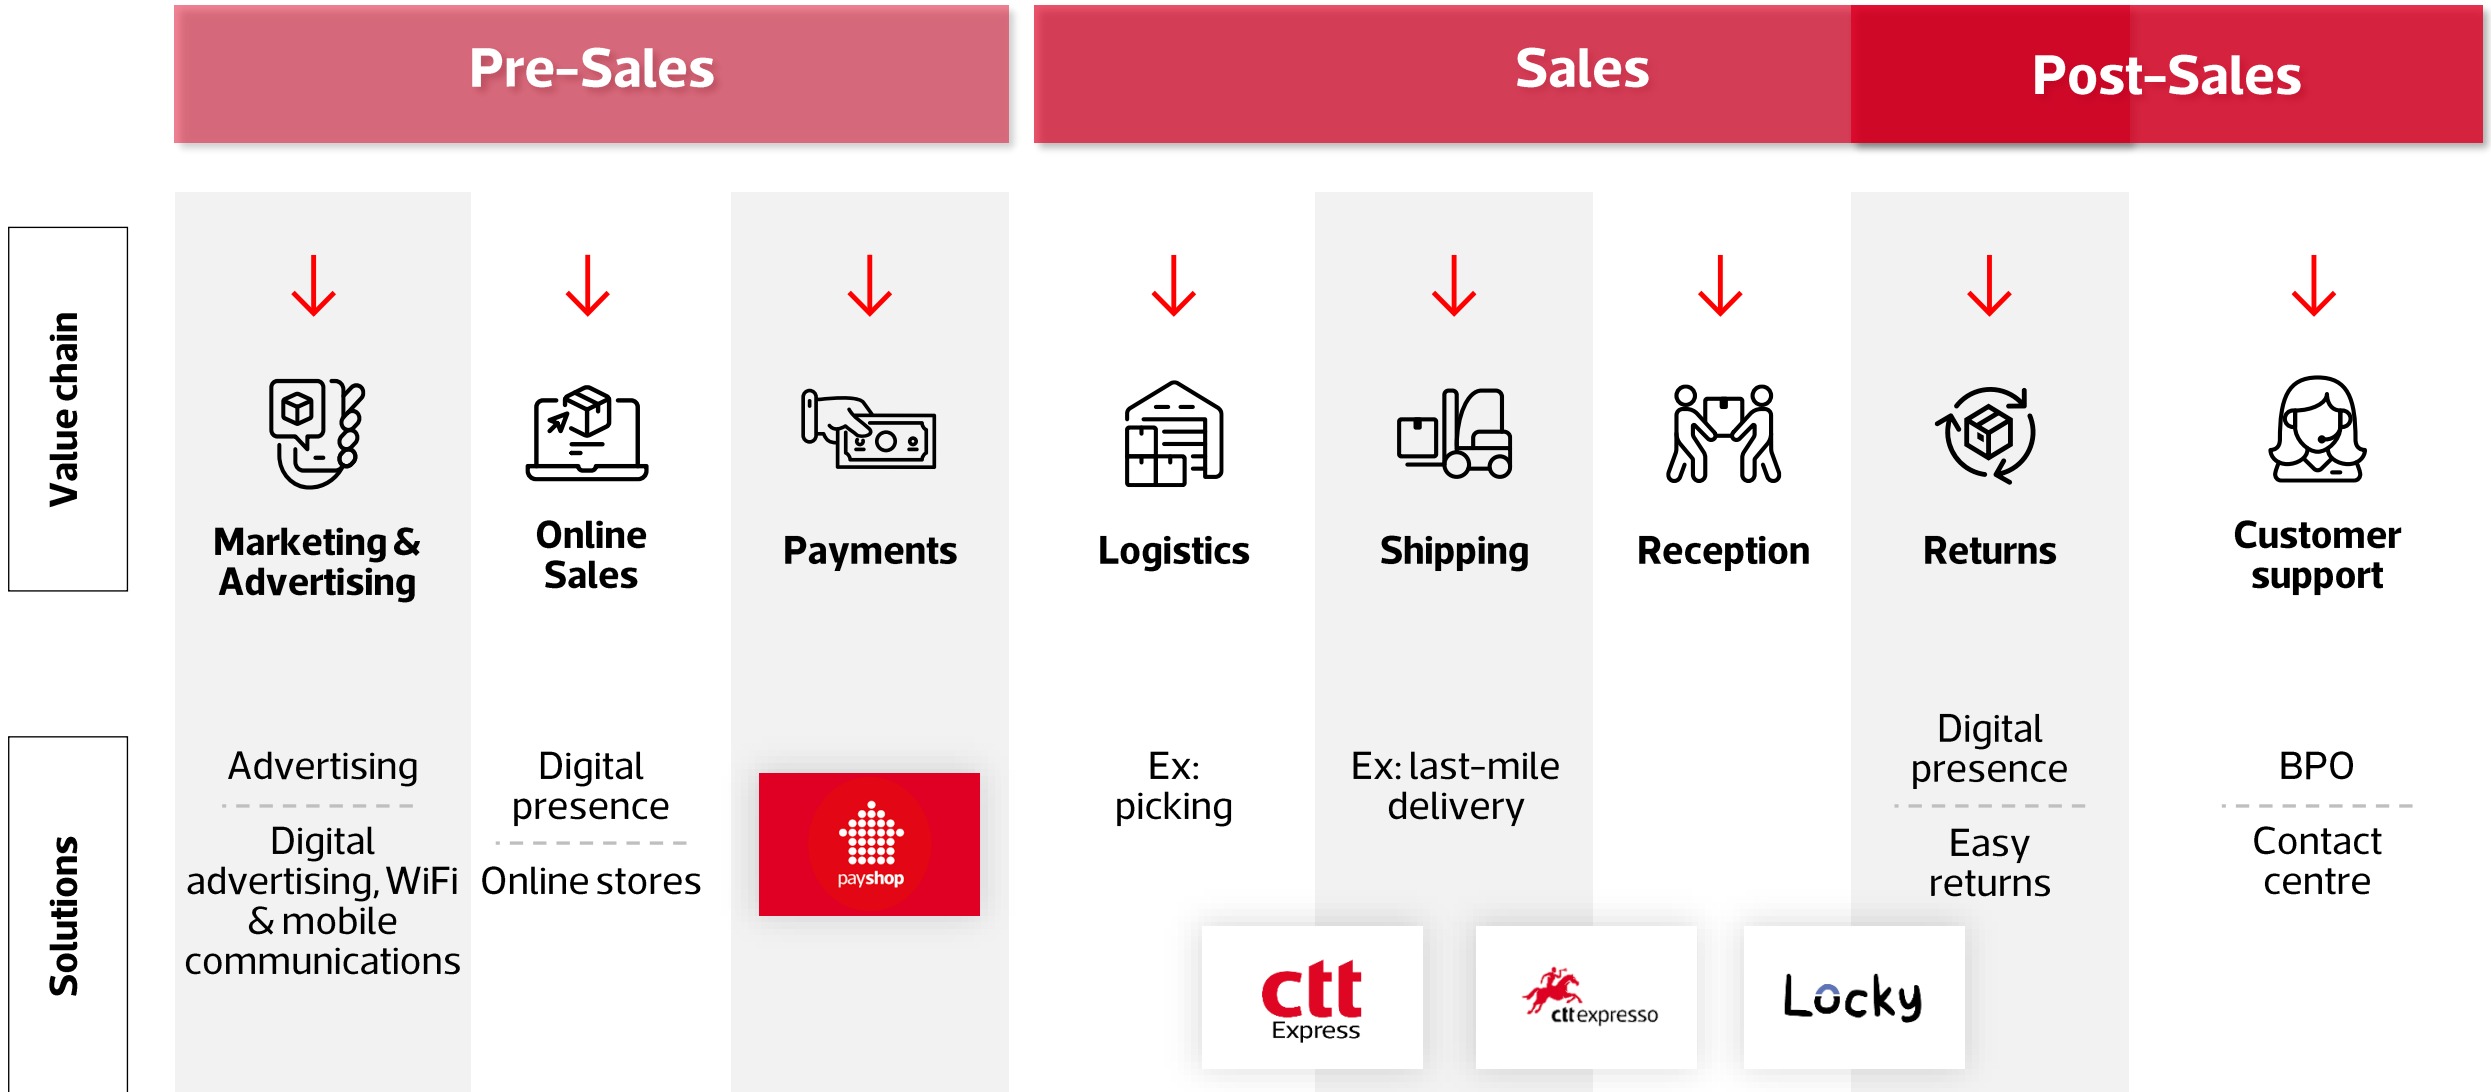 Pre-Sales
Sales
Post-Sales
Value chain
Marketing &
Advertising
Online
Sales
Payments
Logistics
Shipping
Reception
Returns
Customer
support
Solutions
Advertising
Digital
advertising, WiFi
& mobile
communications
Digital
presence
Online stores
payshop
Ex:
picking
Ex: last-mile
delivery
Digital
presence
Easy
returns
BPO
Contact
centre
ctt
Express
ctt expresso
Locky